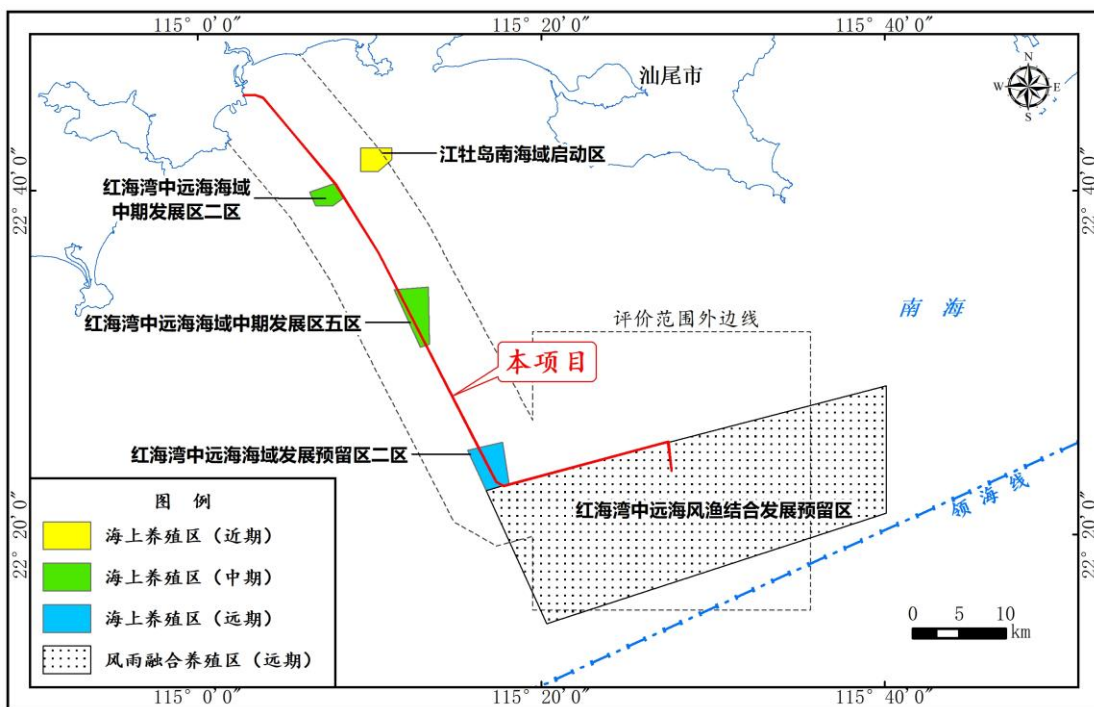 115° 0'0"
115° 20'0"
115° 40'0"
汕尾市
N
W
E
S
江牡岛南海域启动区
22° 40'0"
22° 40'0"
红海湾中远海海域
中期发展区二区
南 海
评价范围外边线
红海湾中远海海域中期发展区五区
本项目
红海湾中远海海域发展预留区二区
领海线
图 例
海上养殖区（近期）
海上养殖区（中期）
海上养殖区（远期）
风雨融合养殖区（远期）
红海湾中远海风渔结合发展预留区
22° 20'0"
22° 20'0"
0 5 10
km
115° 0'0"
115° 20'0"
115° 40'0"